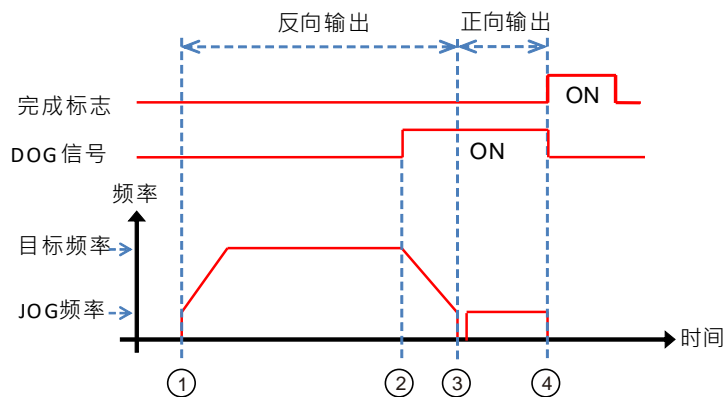 反向输出
正向输出
完成标志
ON
DOG信号
ON
频率
目标频率
JOG频率
时间
①
②
③
④